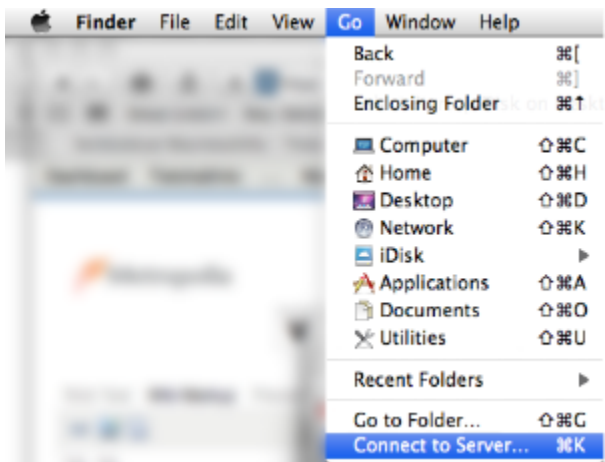 Finder File Edit View Go Window Help
Back ⌘[
Forward ⌘]
Enclosing Folder ⌘↑
Computer ⇧⌘C
Home ⇧⌘H
Desktop ⇧⌘D
Network ⇧⌘K
iDisk ▶
Applications ⇧⌘A
Documents ⇧⌘O
Utilities ⇧⌘U
Recent Folders ▶
Go to Folder... ⇧⌘G
Connect to Server... ⌘K